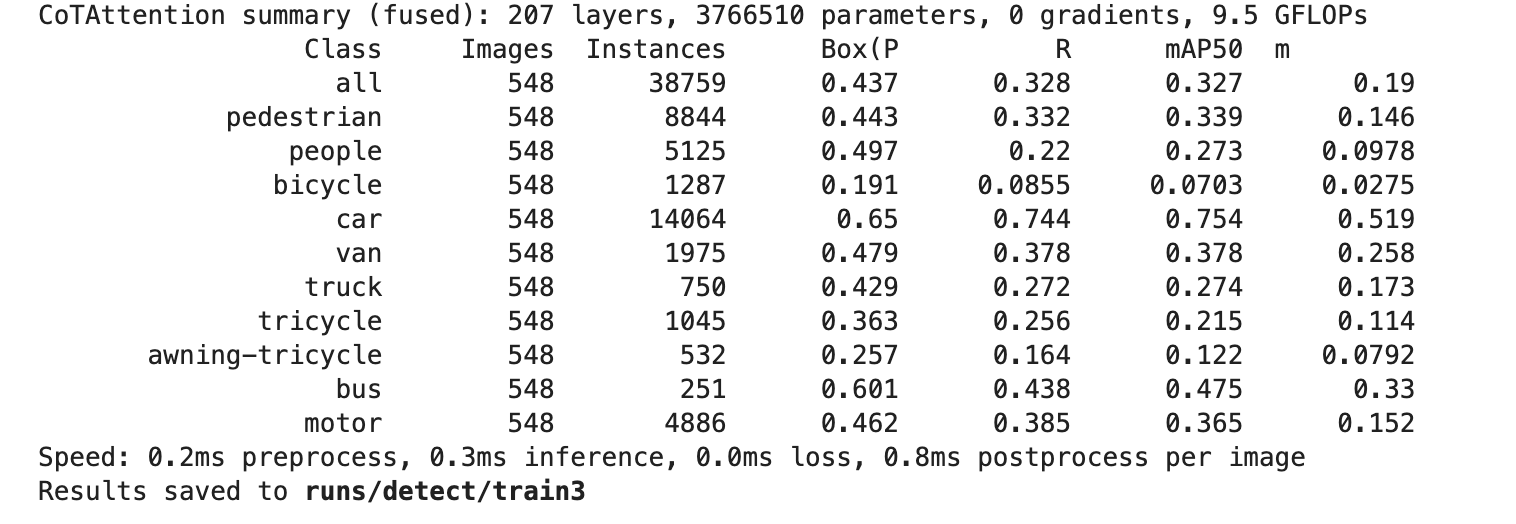 CoTAttention summary (fused): 207 layers, 3766510 parameters, 0 gradients, 9.5 GFLOPs
Class Images Instances Box(P R mAP50 m
all 548 38759 0.437 0.328 0.327 0.19
pedestrian 548 8844 0.443 0.332 0.339 0.146
people 548 5125 0.497 0.22 0.273 0.0978
bicycle 548 1287 0.191 0.0855 0.0703 0.0275
car 548 14064 0.65 0.744 0.754 0.519
van 548 1975 0.479 0.378 0.378 0.258
truck 548 750 0.429 0.272 0.274 0.173
tricycle 548 1045 0.363 0.256 0.215 0.114
awning-tricycle 548 532 0.257 0.164 0.122 0.0792
bus 548 251 0.601 0.438 0.475 0.33
motor 548 4886 0.462 0.385 0.365 0.152
Speed: 0.2ms preprocess, 0.3ms inference, 0.0ms loss, 0.8ms postprocess per image
Results saved to runs/detect/train3